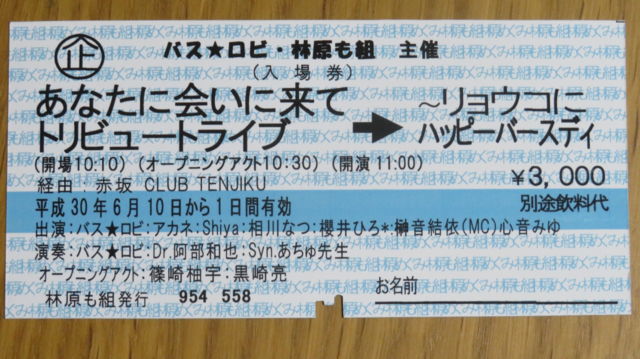 企
バス★ロビ・林原も組 主催
(入場券)
あなたに会いに来て
トリビュートライブ
→
～リョウコに
ハッピーバースデイ
(開場10:10) (オープニングアクト10:30) (開演11:00)
経由 : 赤坂 CLUB TENJIKU
¥3,000
平成30年6月10日から1日間有効
別途飲料代
出演:バス★ロビ:アカネ:Shiya:相川なつ:櫻井ひろ*:榊音結依(MC)心音みゆ
演奏:バス★ロビ:Dr.阿部和也:Syn.あちゅ先生
オープニングアクト:篠崎柚宇:黒崎亮
お名前
林原も組発行 954 558